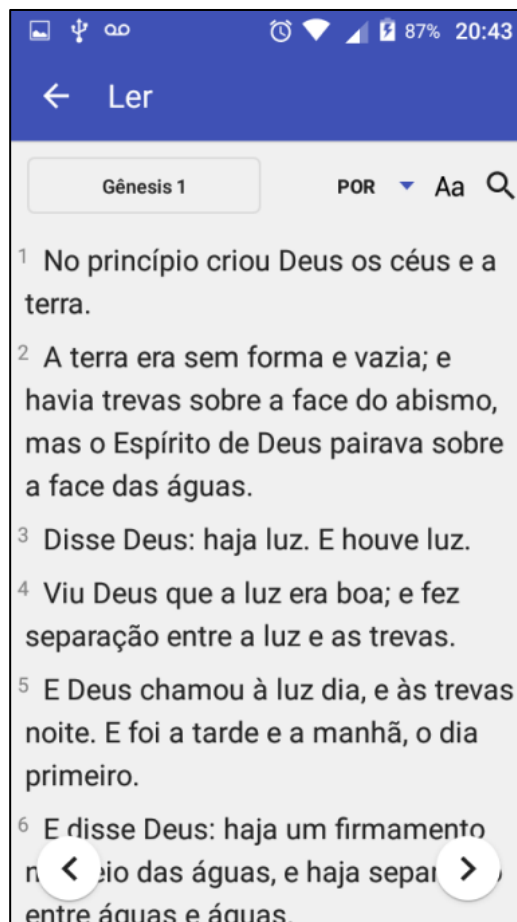 87% 20:43
Ler
Gênesis 1 POR Aa
1 No princípio criou Deus os céus e a
terra.
2 A terra era sem forma e vazia; e
havia trevas sobre a face do abismo,
mas o Espírito de Deus pairava sobre
a face das águas.
3 Disse Deus: haja luz. E houve luz.
4 Viu Deus que a luz era boa; e fez
separação entre a luz e as trevas.
5 E Deus chamou à luz dia, e às trevas
noite. E foi a tarde e a manhã, o dia
primeiro.
6 E disse Deus: haja um firmamento
das águas, e haja
entre águas e águas.